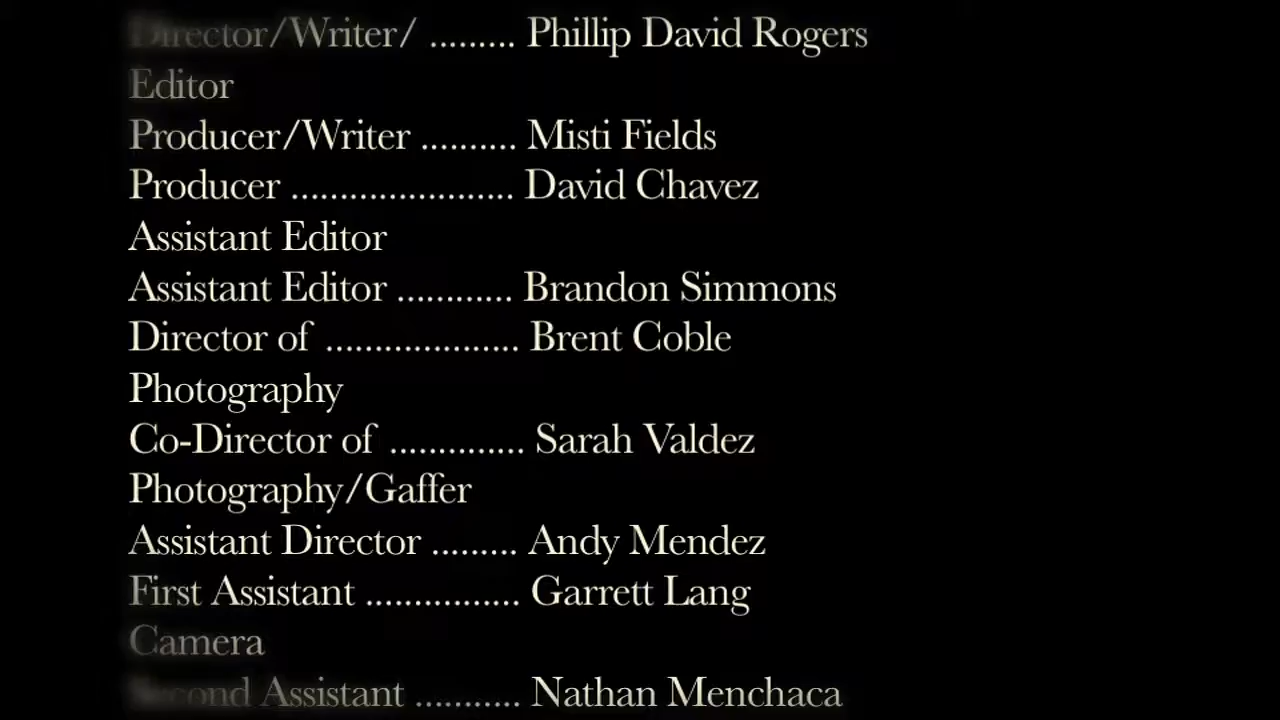 Director/Writer/ ......... Phillip David Rogers
Editor
Producer/Writer .......... Misti Fields
Producer ....................... David Chavez
Assistant Editor
Assistant Editor ............ Brandon Simmons
Director of .................... Brent Coble
Photography
Co-Director of .............. Sarah Valdez
Photography/Gaffer
Assistant Director ......... Andy Mendez
First Assistant ................ Garrett Lang
Camera
Second Assistant ........... Nathan Menchaca